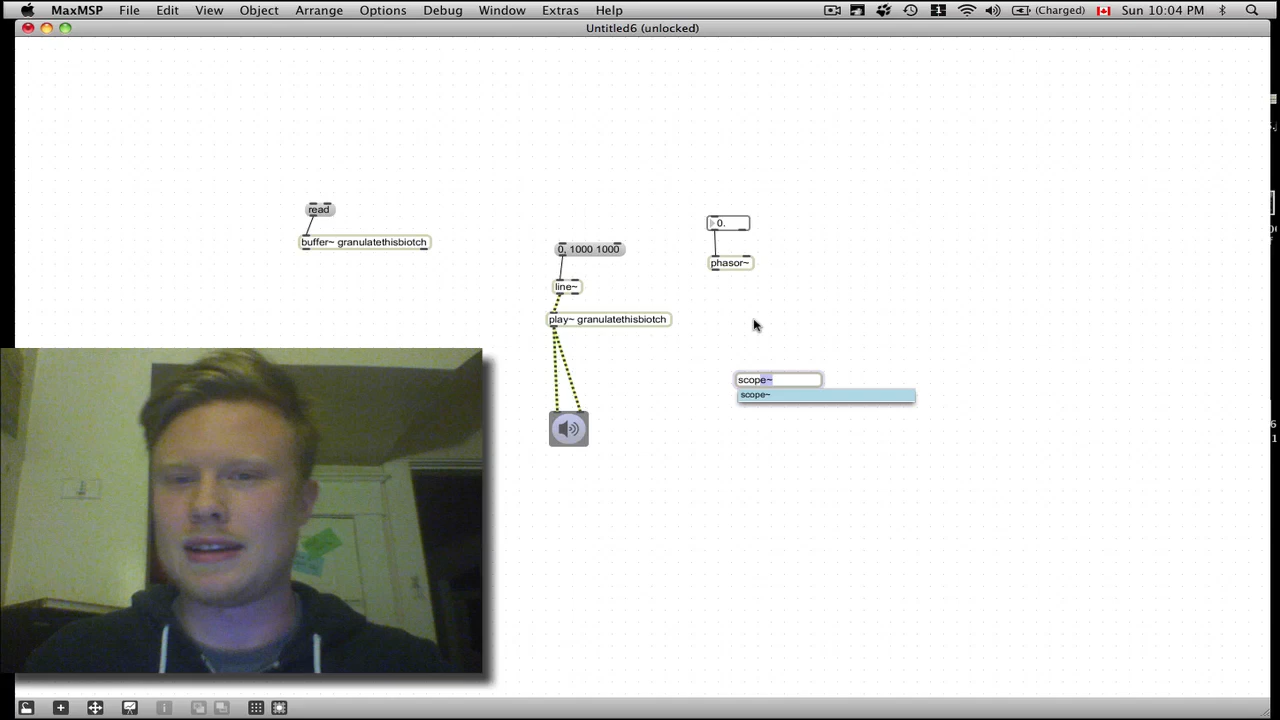 MaxMSP File Edit View Object Arrange Options Debug Window Extras Help 1 (Charged) Sun 10:04 PM
Untitled6 (unlocked)
read
buffer~ granulatethisbiotch
0, 1000 1000
line~
play~ granulatethisbiotch
0.
phasor~
scope~
scope~